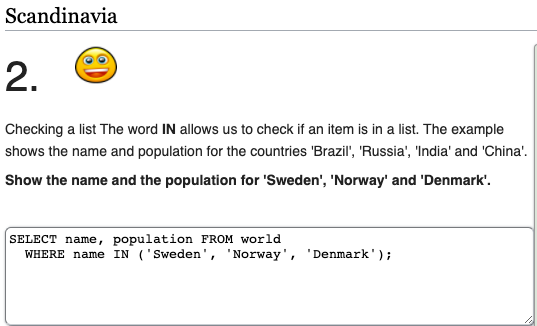 Scandinavia
2.
Checking a list The word IN allows us to check if an item is in a list. The example
shows the name and population for the countries 'Brazil', 'Russia', 'India' and 'China'.
Show the name and the population for 'Sweden', 'Norway' and 'Denmark'.
SELECT name, population FROM world
  WHERE name IN ('Sweden', 'Norway', 'Denmark');